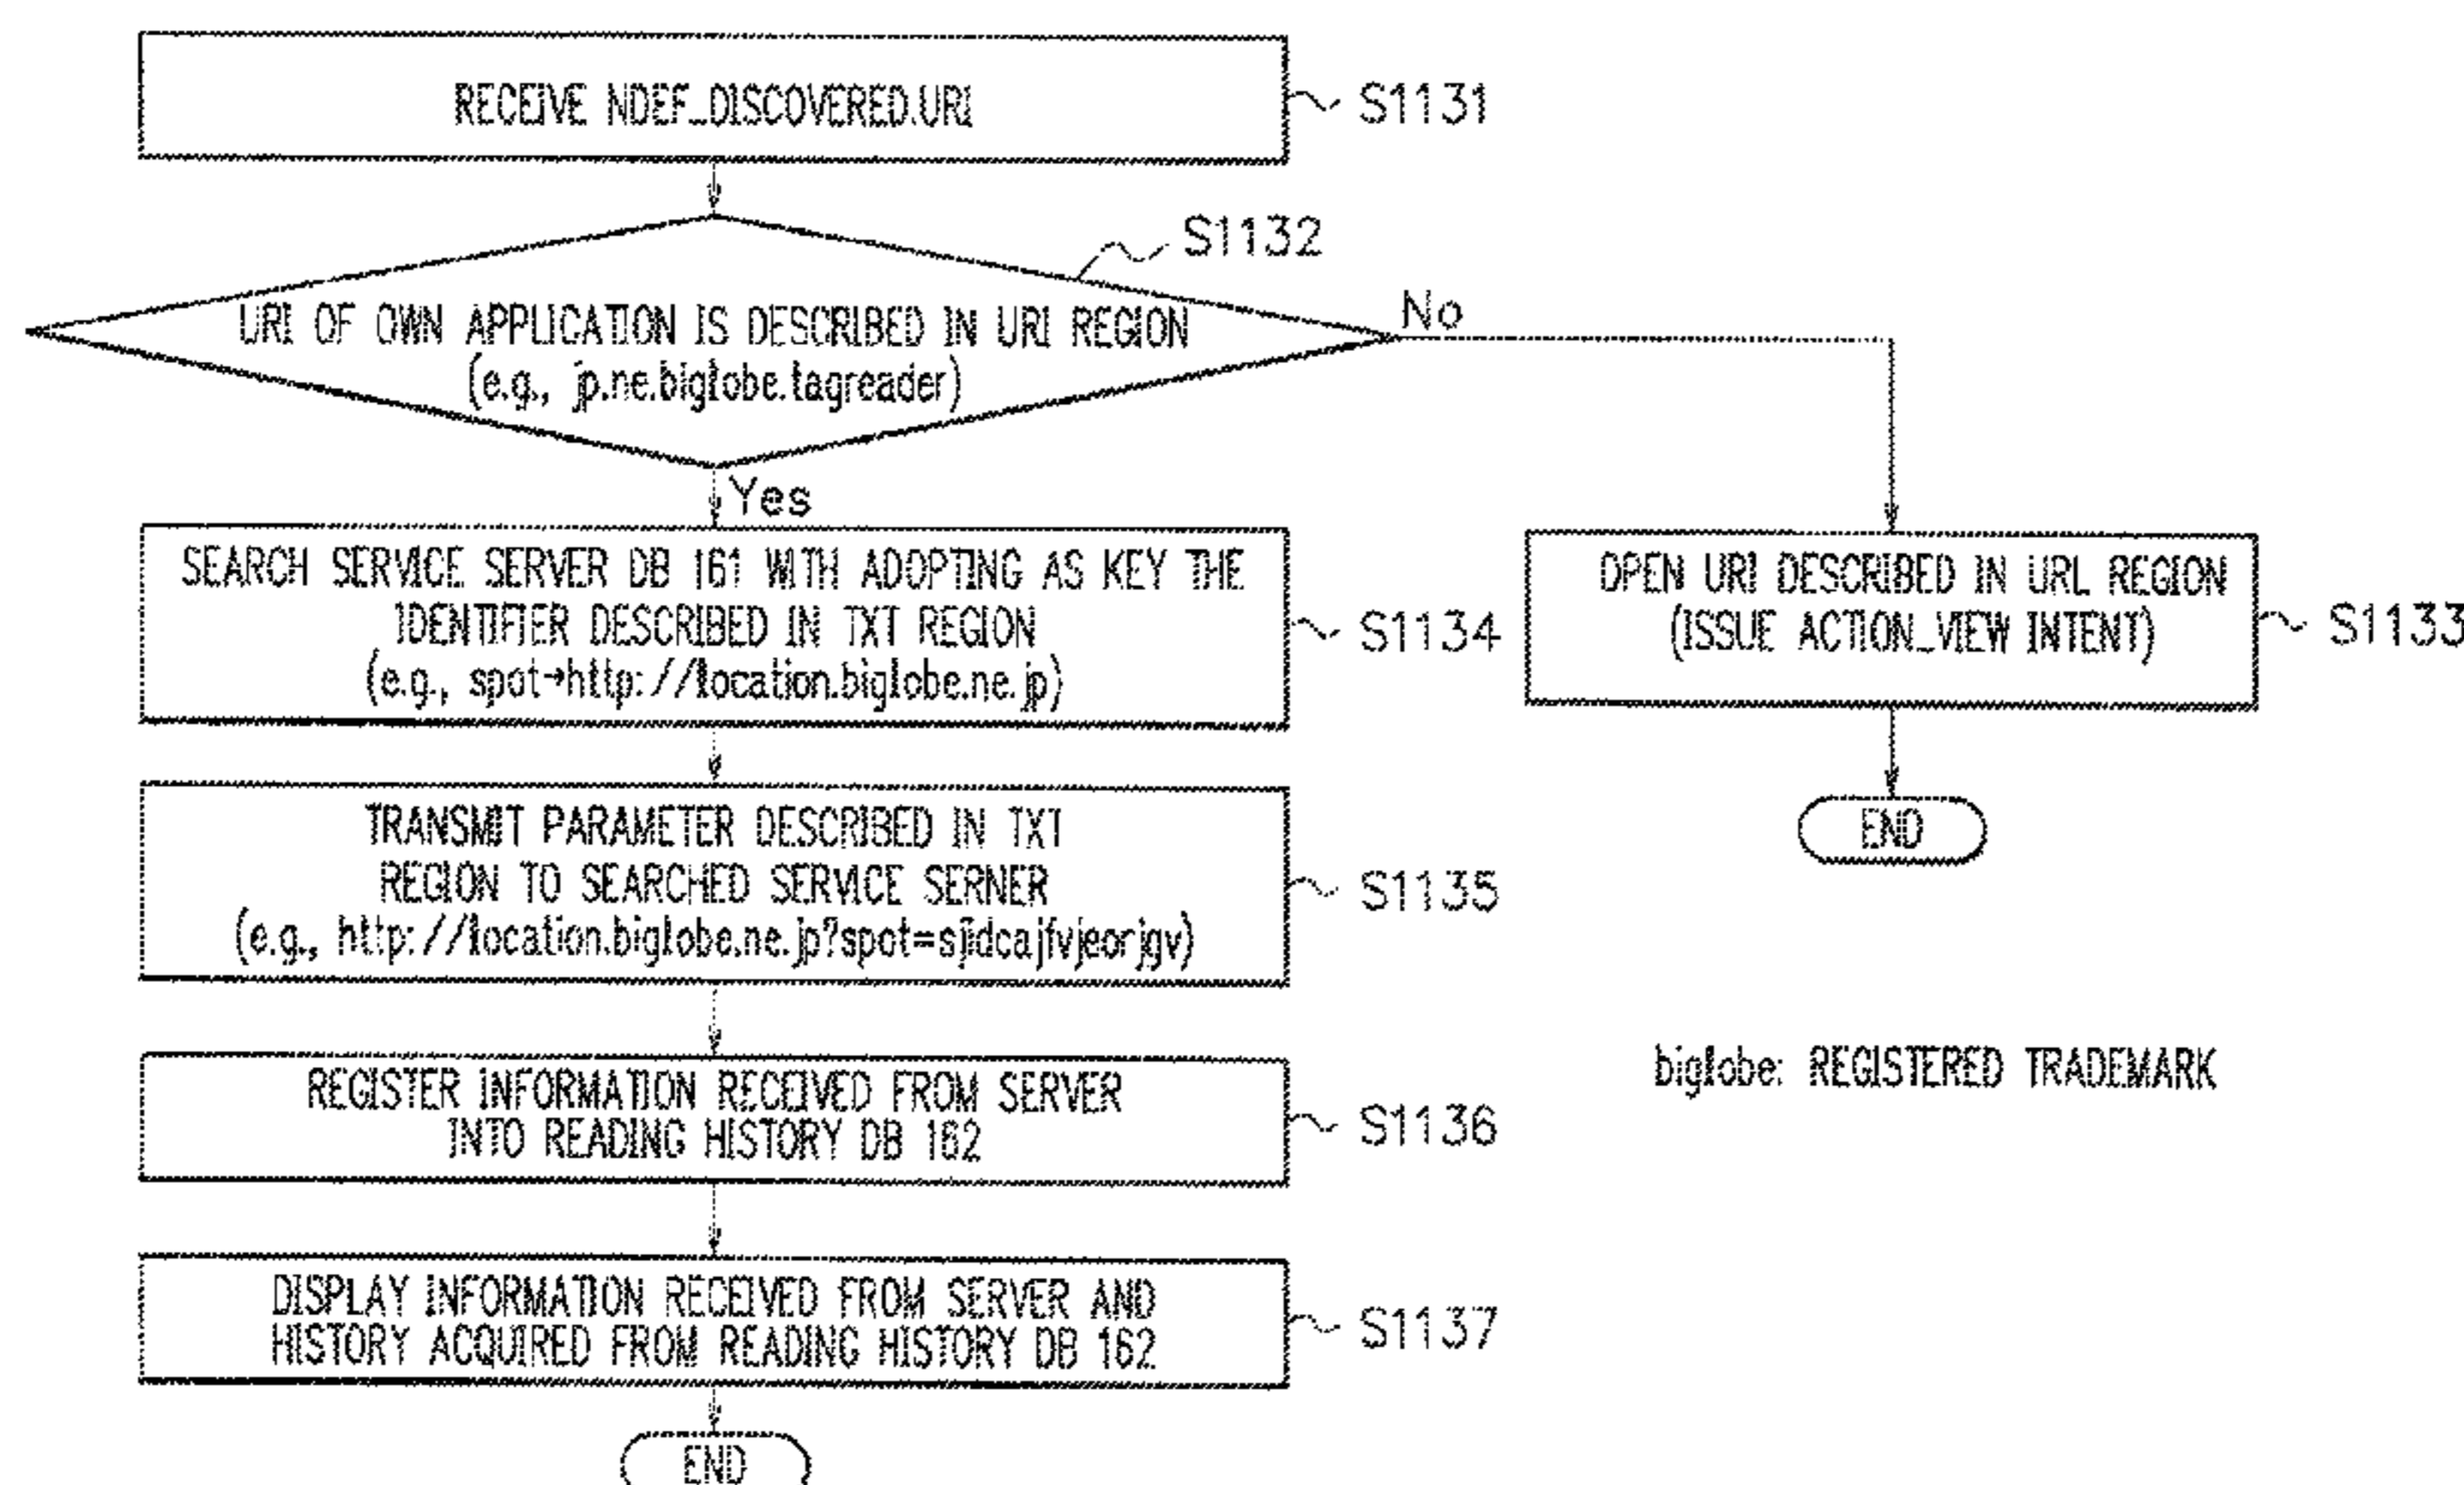 RECEIVE NDEF_DISCOVERED.URI
S1131
S1132
URI OF OWN APPLICATION IS DESCRIBED IN URI REGION
(e.g., jp.ne.biglobe.tagreader)
No
Yes
SEARCH SERVICE SERVER DB 161 WITH ADOPTING AS KEY THE
IDENTIFIER DESCRIBED IN TXT REGION
(e.g., spot→http://location.biglobe.ne.jp)
S1134
OPEN URI DESCRIBED IN URL REGION
(ISSUE ACTION_VIEW INTENT)
S1133
END
TRANSMIT PARAMETER DESCRIBED IN TXT
REGION TO SEARCHED SERVICE SERNER
(e.g., http://location.biglobe.ne.jp?spot=sjidcajfvjeorjgv)
S1135
biglobe: REGISTERED TRADEMARK
REGISTER INFORMATION RECEIVED FROM SERVER
INTO READING HISTORY DB 162
S1136
DISPLAY INFORMATION RECEIVED FROM SERVER AND
HISTORY ACQUIRED FROM READING HISTORY DB 162
S1137
END